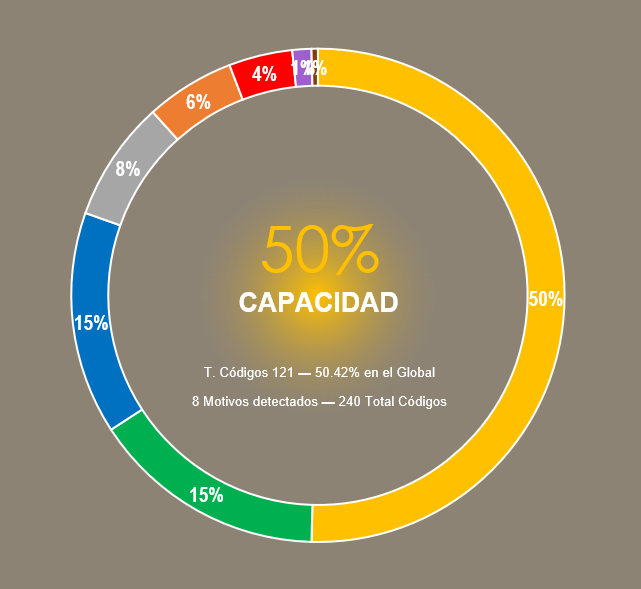 4%
1%
6%
8%
50%
CAPACIDAD
50%
15%
T. Códigos 121 — 50.42% en el Global
8 Motivos detectados — 240 Total Códigos
15%